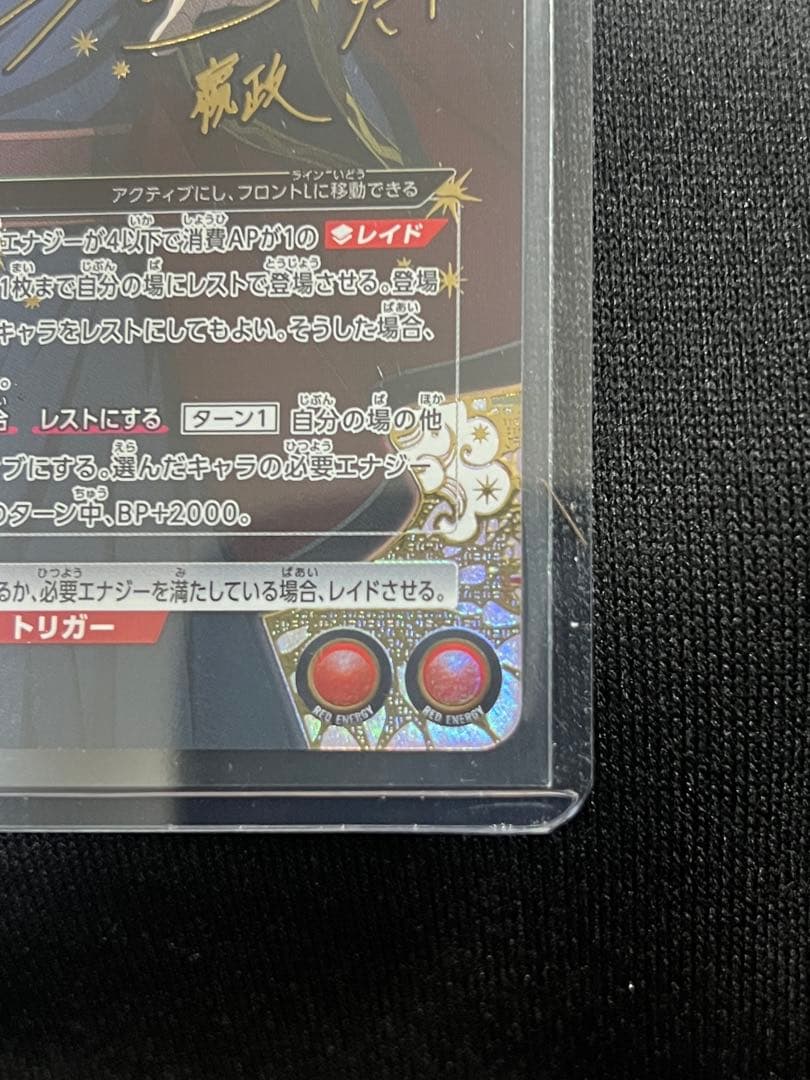 嬴政
アクティブにし、フロントLに移動できる
エナジーが4以下で消費APが1の レイド
1枚まで自分の場にレストで登場させる。登場
キャラをレストにしてもよい。そうした場合、
。
合 レストにする ターン1 自分の場の他
ブにする。選んだキャラの必要エナジー
のターン中、BP+2000。
るか、必要エナジーを満たしている場合、レイドさせる。
トリガー
RED ENERGY RED ENERGY